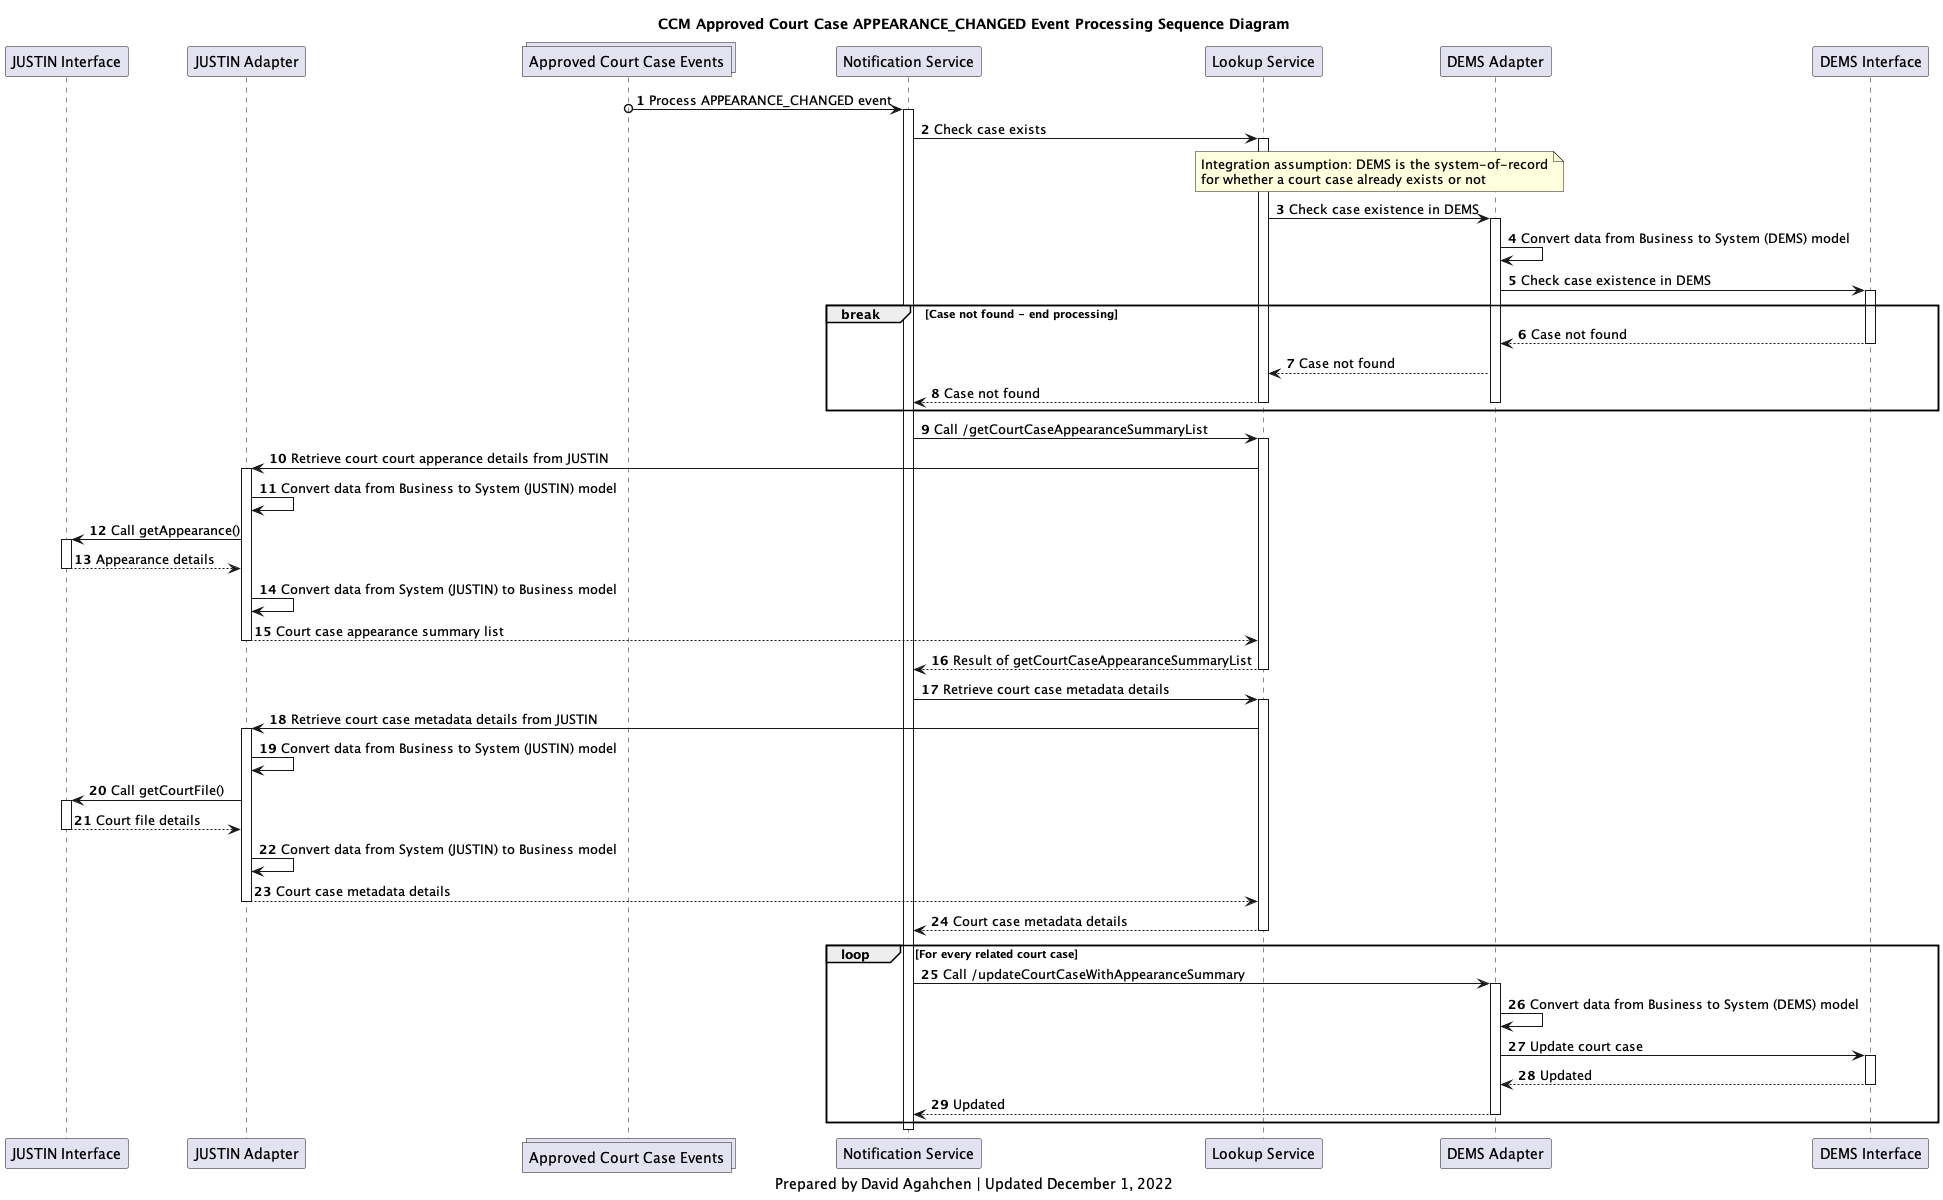 CCM Approved Court Case APPEARANCE_CHANGED Event Processing Sequence Diagram
JUSTIN Interface
JUSTIN Adapter
Approved Court Case Events
Notification Service
Lookup Service
DEMS Adapter
DEMS Interface
1 Process APPEARANCE_CHANGED event
2 Check case exists
Integration assumption: DEMS is the system-of-record
for whether a court case already exists or not
3 Check case existence in DEMS
4 Convert data from Business to System (DEMS) model
5 Check case existence in DEMS
break [Case not found - end processing]
6 Case not found
7 Case not found
8 Case not found
9 Call /getCourtCaseAppearanceSummaryList
10 Retrieve court court apperance details from JUSTIN
11 Convert data from Business to System (JUSTIN) model
12 Call getAppearance()
13 Appearance details
14 Convert data from System (JUSTIN) to Business model
15 Court case appearance summary list
16 Result of getCourtCaseAppearanceSummaryList
17 Retrieve court case metadata details
18 Retrieve court case metadata details from JUSTIN
19 Convert data from Business to System (JUSTIN) model
20 Call getCourtFile()
21 Court file details
22 Convert data from System (JUSTIN) to Business model
23 Court case metadata details
24 Court case metadata details
loop [For every related court case]
25 Call /updateCourtCaseWithAppearanceSummary
26 Convert data from Business to System (DEMS) model
27 Update court case
28 Updated
29 Updated
JUSTIN Interface
JUSTIN Adapter
Approved Court Case Events
Notification Service
Lookup Service
DEMS Adapter
DEMS Interface
Prepared by David Agahchen | Updated December 1, 2022